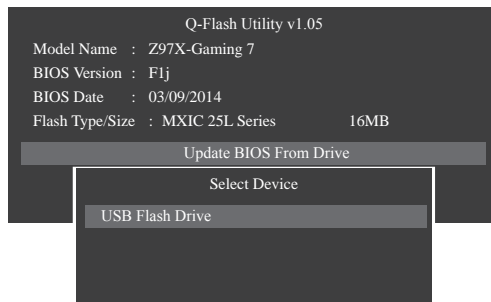 Q-Flash Utility v1.05
Model Name : Z97X-Gaming 7
BIOS Version : F1j
BIOS Date : 03/09/2014
Flash Type/Size : MXIC 25L Series 16MB
Update BIOS From Drive
Select Device
USB Flash Drive